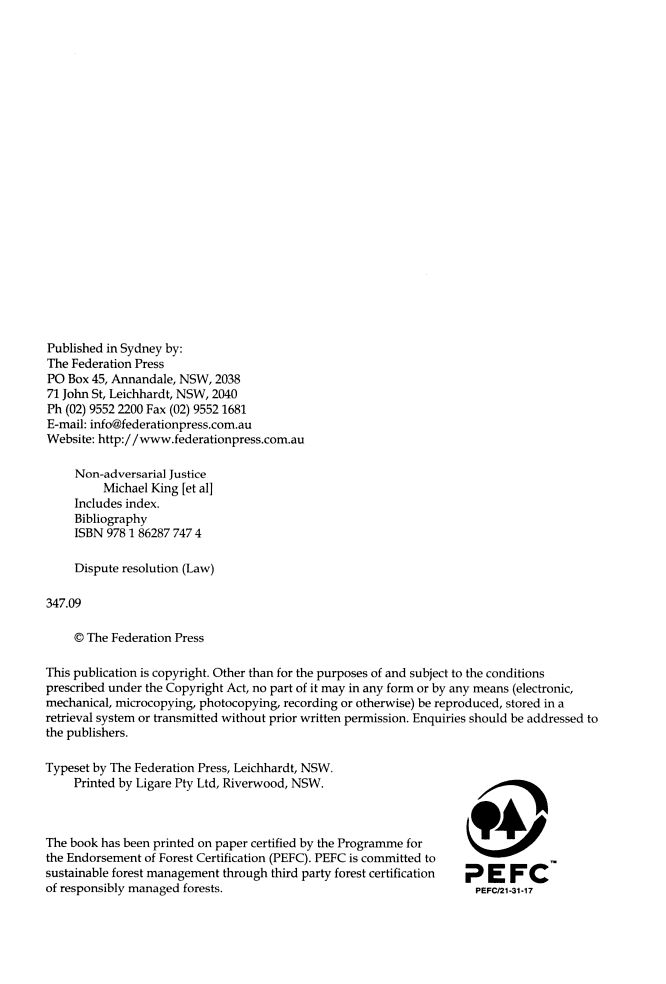 Published in Sydney by:
The Federation Press
PO Box 45, Annandale, NSW, 2038
71 John St, Leichhardt, NSW, 2040
Ph (02) 9552 2200 Fax (02) 9552 1681
E-mail: info@federationpress.com.au
Website: http://www.federationpress.com.au
Non-adversarial Justice
Michael King [et al]
Includes index.
Bibliography
ISBN 978 1 86287 747 4
Dispute resolution (Law)
347.09
© The Federation Press
This publication is copyright. Other than for the purposes of and subject to the conditions
prescribed under the Copyright Act, no part of it may in any form or by any means (electronic,
mechanical, microcopying, photocopying, recording or otherwise) be reproduced, stored in a
retrieval system or transmitted without prior written permission. Enquiries should be addressed to
the publishers.
Typeset by The Federation Press, Leichhardt, NSW.
Printed by Ligare Pty Ltd, Riverwood, NSW.
The book has been printed on paper certified by the Programme for
the Endorsement of Forest Certification (PEFC). PEFC is committed to
sustainable forest management through third party forest certification
of responsibly managed forests.
PEFC™
PEFC/21-31-17